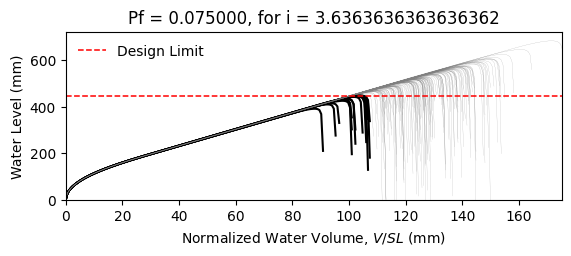 Pf = 0.075000, for i = 3.6363636363636362
Design Limit
Water Level (mm)
600
400
200
0
0 20 40 60 80 100 120 140 160
Normalized Water Volume, V/SL (mm)